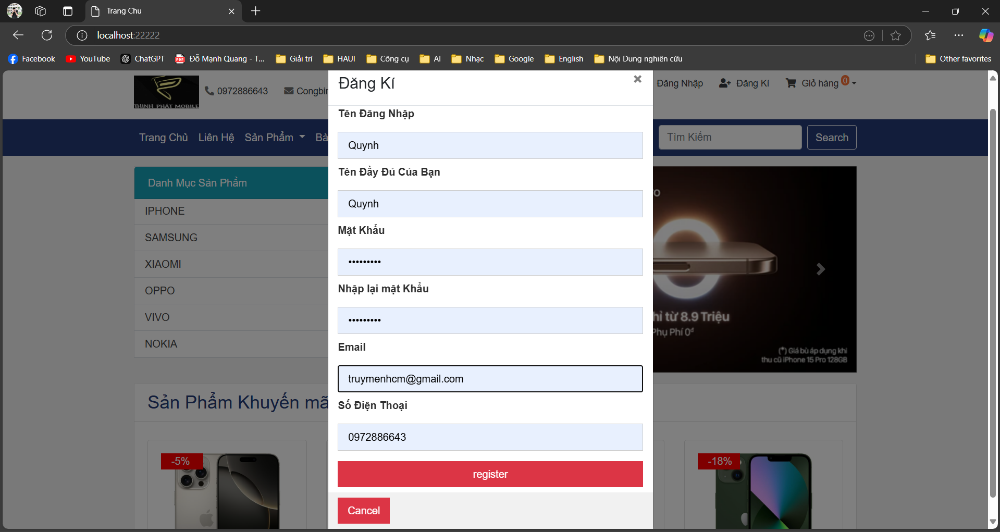 Trang Chu
localhost:22222
Facebook YouTube ChatGPT Đỗ Mạnh Quang - T... Giải trí HAUI Công cụ AI Nhạc Google English Nội Dung nghiên cứu Other favorites
THỊNH PHÁT MOBILE
0972886643
Đăng Nhập Đăng Kí Giỏ hàng 0
Trang Chủ Liên Hệ Sản Phẩm
Tìm Kiếm Search
Danh Mục Sản Phẩm
IPHONE
SAMSUNG
XIAOMI
OPPO
VIVO
NOKIA
Đăng Kí
Tên Đăng Nhập
Quynh
Tên Đầy Đủ Của Bạn
Quynh
Mật Khẩu
•••••••••
Nhập lại mật Khẩu
•••••••••
Email
truymenhcm@gmail.com
Số Điện Thoại
0972886643
register
Cancel
từ 8.9 Triệu
Phụ Phí 0đ
(*) Giá bù áp dụng khi
thu cũ iPhone 15 Pro 128GB
Sản Phẩm Khuyến mã
-5%
-18%